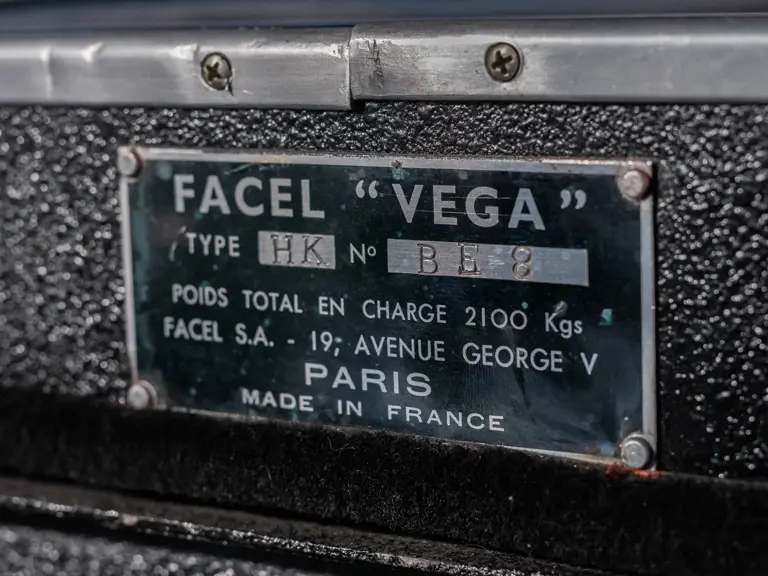 FACEL “VEGA”
TYPE HK Nº BE 8
POIDS TOTAL EN CHARGE 2100 Kgs
FACEL S.A. - 19, AVENUE GEORGE V
PARIS
MADE IN FRANCE